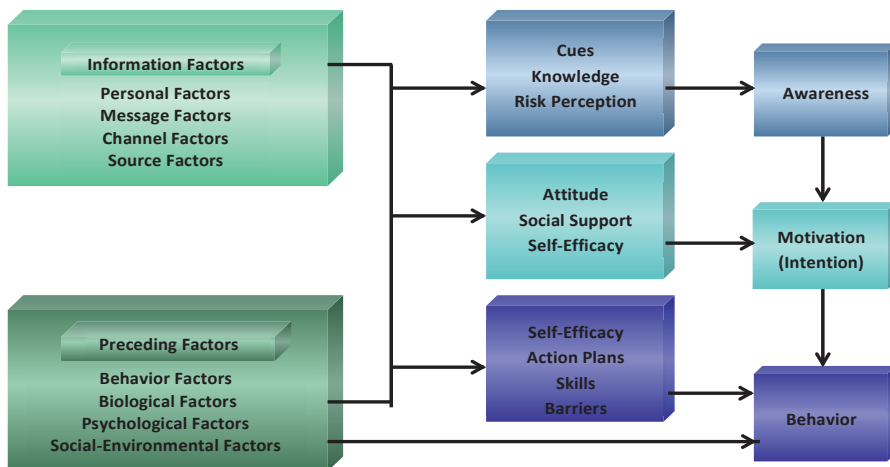 Information Factors
Personal Factors
Message Factors
Channel Factors
Source Factors
Preceding Factors
Behavior Factors
Biological Factors
Psychological Factors
Social-Environmental Factors
Cues
Knowledge
Risk Perception
Attitude
Social Support
Self-Efficacy
Self-Efficacy
Action Plans
Skills
Barriers
Awareness
Motivation
(Intention)
Behavior